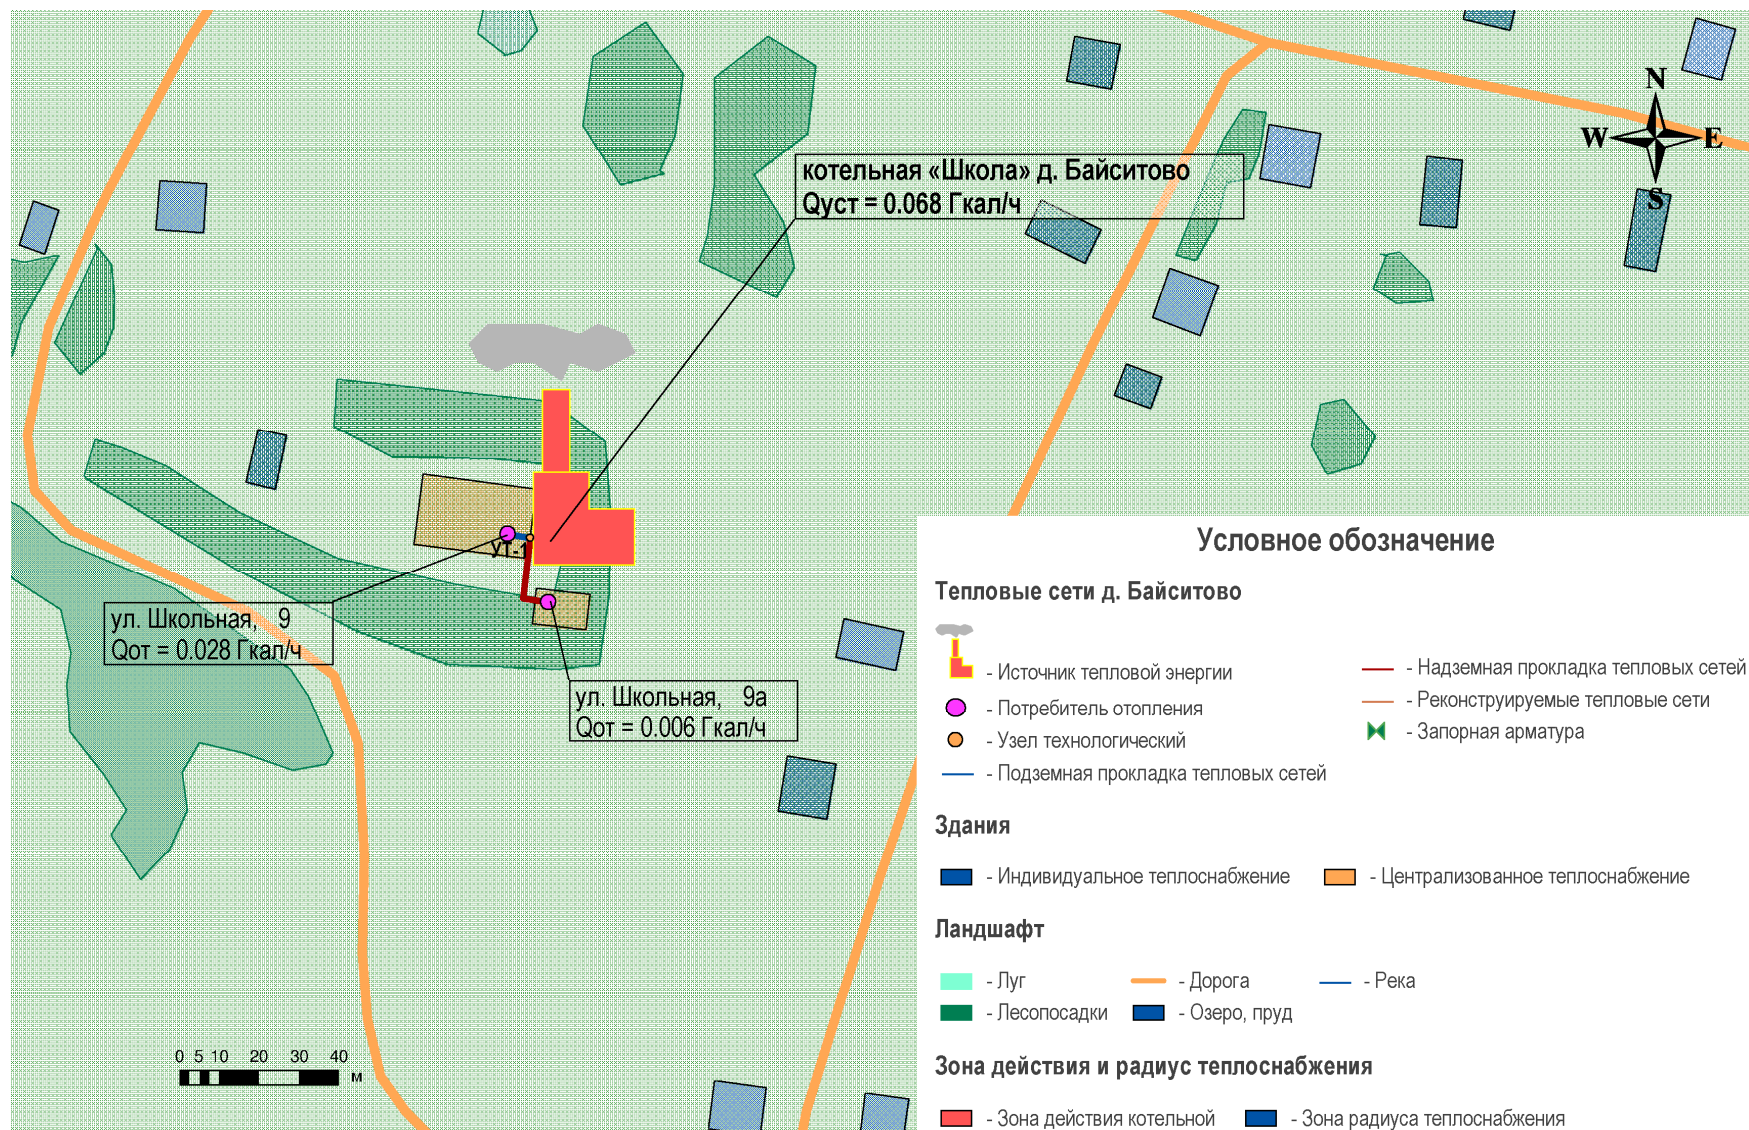 N
W E
S
котельная «Школа» д. Байситово
Qуст = 0.068 Гкал/ч
УТ-1
ул. Школьная, 9
Qот = 0.028 Гкал/ч
ул. Школьная, 9а
Qот = 0.006 Гкал/ч
0 5 10 20 30 40
м
Условное обозначение
Тепловые сети д. Байситово
- Источник тепловой энергии
- Потребитель отопления
- Узел технологический
- Подземная прокладка тепловых сетей
- Надземная прокладка тепловых сетей
- Реконструируемые тепловые сети
- Запорная арматура
Здания
- Индивидуальное теплоснабжение
- Централизованное теплоснабжение
Ландшафт
- Луг
- Дорога
- Река
- Лесопосадки
- Озеро, пруд
Зона действия и радиус теплоснабжения
- Зона действия котельной
- Зона радиуса теплоснабжения